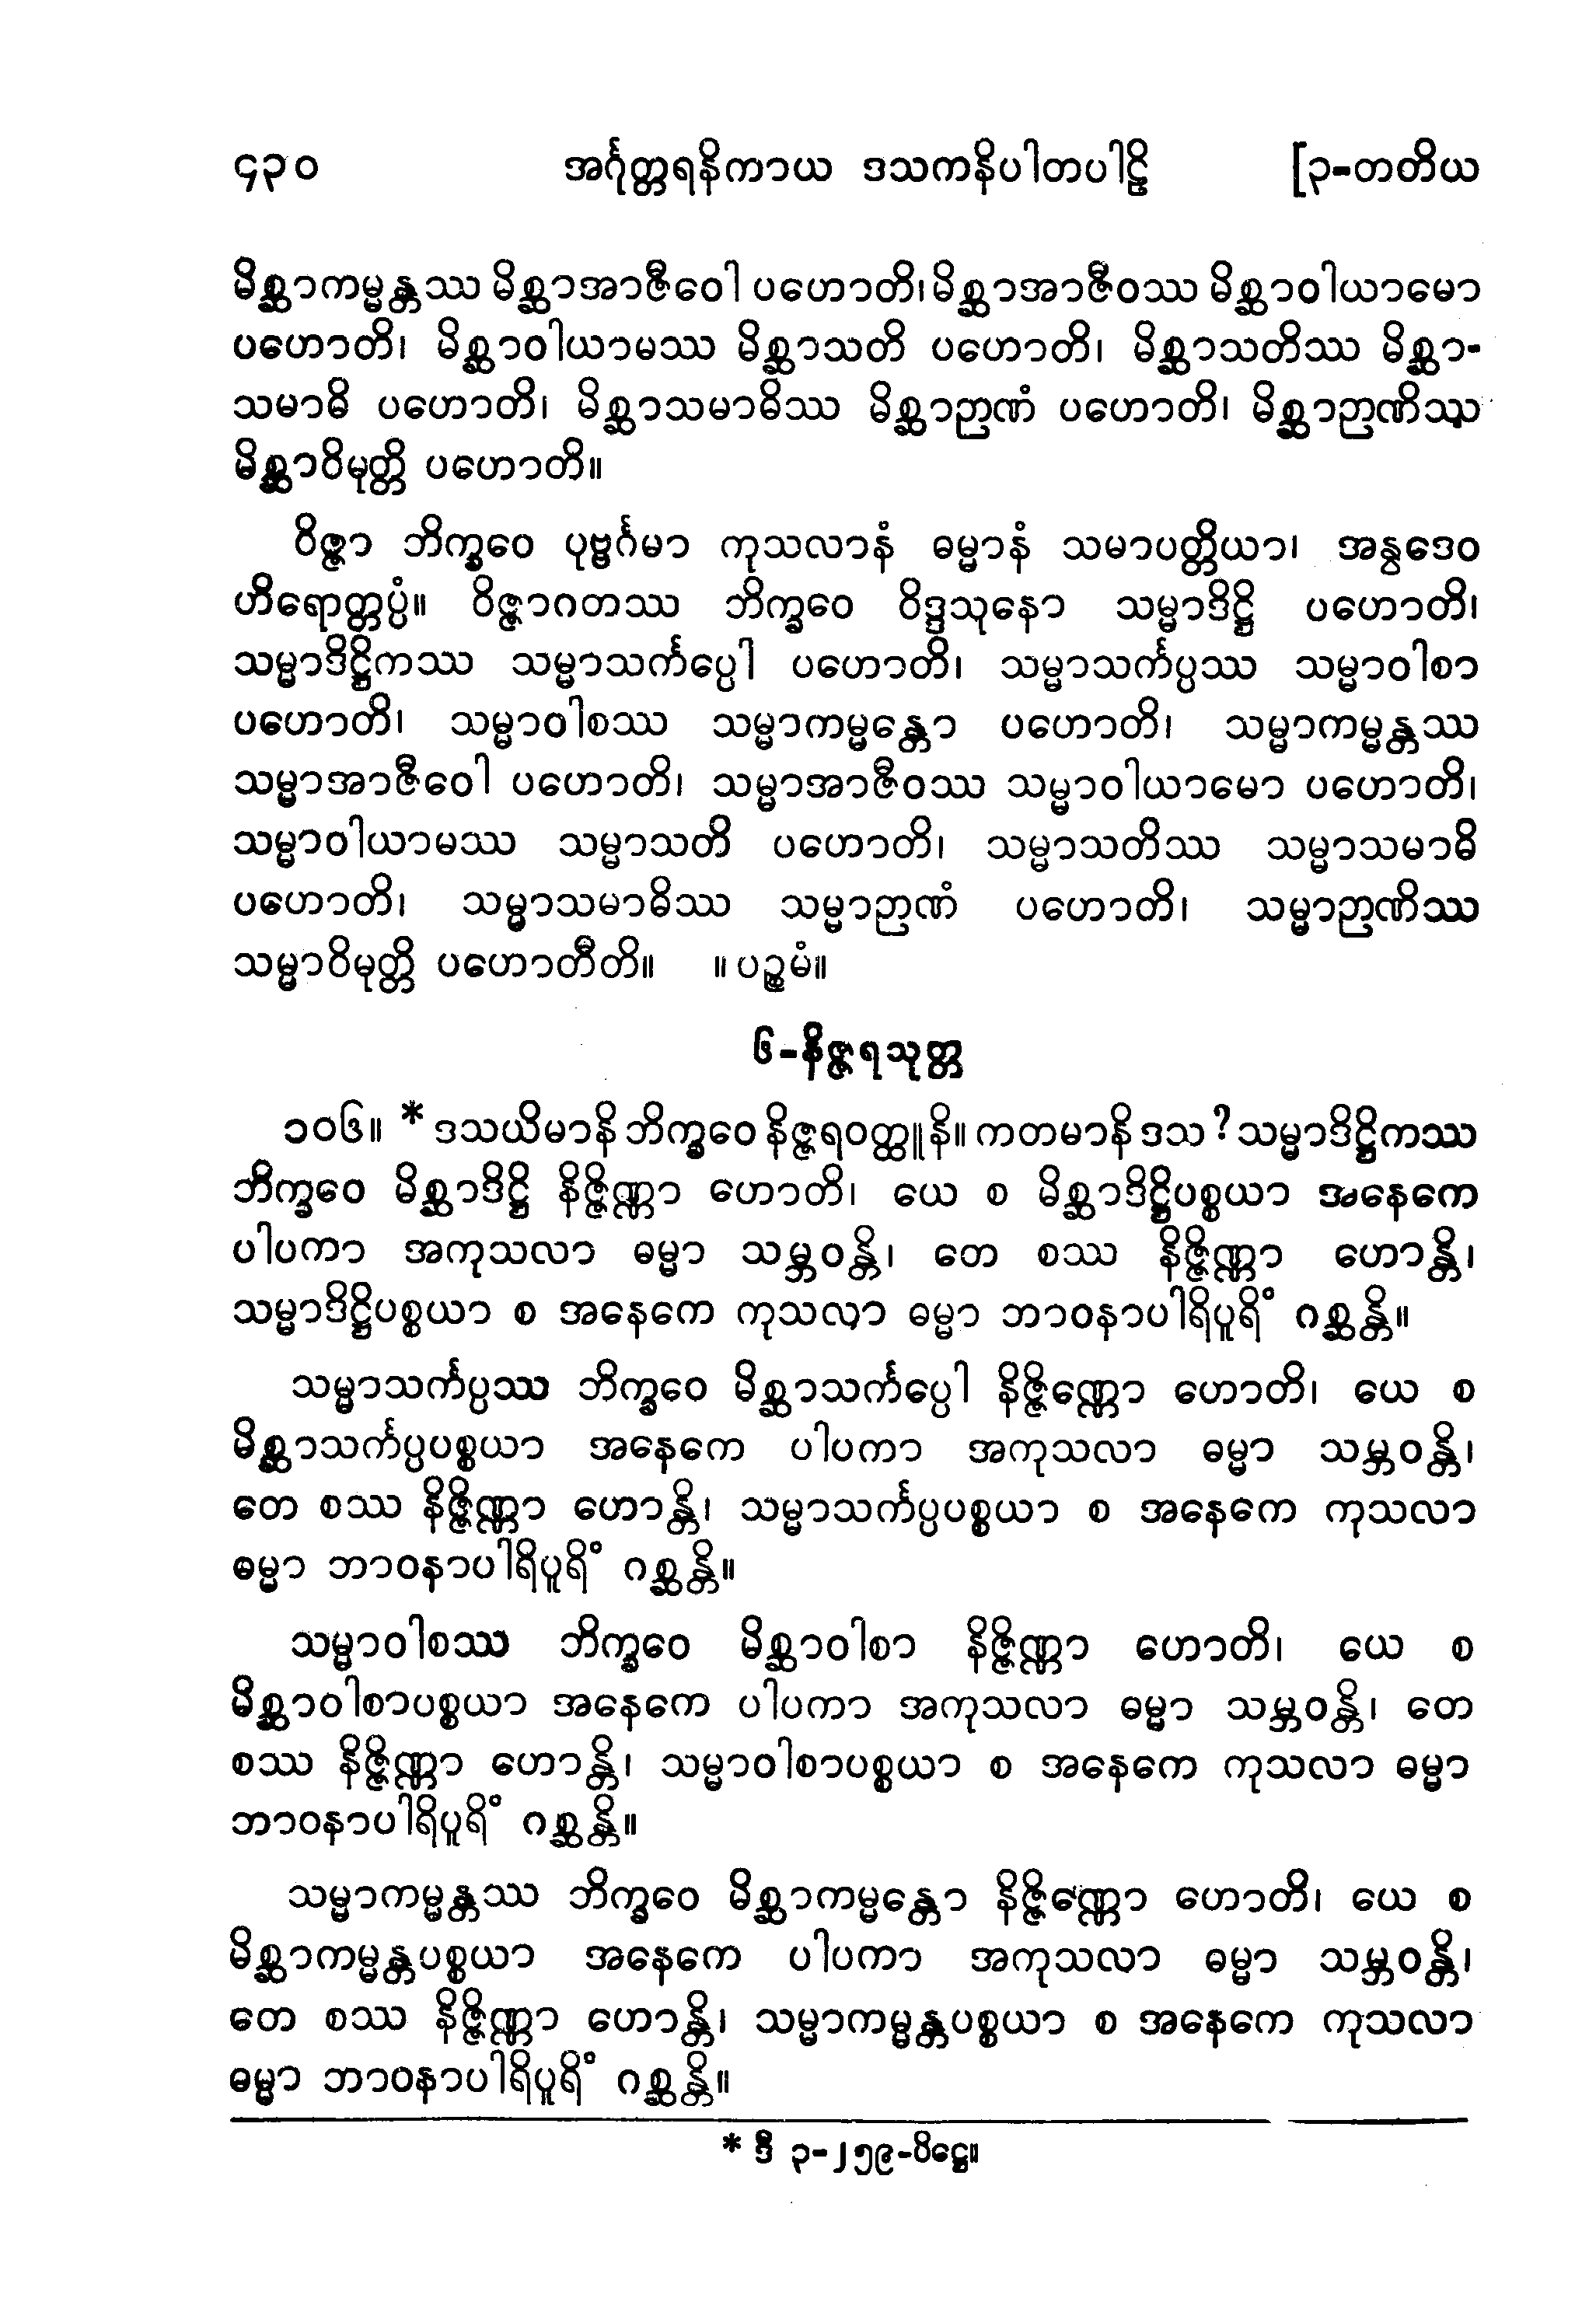 ၄၃၀ အင်္ဂုတ္တရနိကာယ ဒသကနိပါတပါဠိ [၃-တတိယ
မိစ္ဆာကမ္မန္တဿ မိစ္ဆာအာဇီဝေါ ပဟောတိ၊ မိစ္ဆာအာဇီဝဿ မိစ္ဆာဝါယာမော
ပဟောတိ၊ မိစ္ဆာဝါယာမဿ မိစ္ဆာသတိ ပဟောတိ၊ မိစ္ဆာသတိဿ မိစ္ဆာ-
သမာဓိ ပဟောတိ၊ မိစ္ဆာသမာဓိဿ မိစ္ဆာဉာဏံ ပဟောတိ၊ မိစ္ဆာဉာဏိဿ
မိစ္ဆာဝိမုတ္တိ ပဟောတိ။
ဝိဇ္ဇာ ဘိက္ခဝေ ပုဗ္ဗင်္ဂမာ ကုသလာနံ ဓမ္မာနံ သမာပတ္တိယာ၊ အနွဒေဝ
ဟိရောတ္တပ္ပံ။ ဝိဇ္ဇာဂတဿ ဘိက္ခဝေ ဝိဒ္ဒသုနော သမ္မာဒိဋ္ဌိ ပဟောတိ၊
သမ္မာဒိဋ္ဌိကဿ သမ္မာသင်္ကပ္ပေါ ပဟောတိ၊ သမ္မာသင်္ကပ္ပဿ သမ္မာဝါစာ
ပဟောတိ၊ သမ္မာဝါစဿ သမ္မာကမ္မန္တော ပဟောတိ၊ သမ္မာကမ္မန္တဿ
သမ္မာအာဇီဝေါ ပဟောတိ၊ သမ္မာအာဇီဝဿ သမ္မာဝါယာမော ပဟောတိ၊
သမ္မာဝါယာမဿ သမ္မာသတိ ပဟောတိ၊ သမ္မာသတိဿ သမ္မာသမာဓိ
ပဟောတိ၊ သမ္မာသမာဓိဿ သမ္မာဉာဏံ ပဟောတိ၊ သမ္မာဉာဏိဿ
သမ္မာဝိမုတ္တိ ပဟောတီတိ။ ။ပဉ္စမံ။
၆-နိဇ္ဇရသုတ္တ
၁၀၆။ *ဒသယိမာနိ ဘိက္ခဝေ နိဇ္ဇရဝတ္ထူနိ။ ကတမာနိ ဒသ? သမ္မာဒိဋ္ဌိကဿ
ဘိက္ခဝေ မိစ္ဆာဒိဋ္ဌိ နိဇ္ဇိဏ္ဏာ ဟောတိ၊ ယေ စ မိစ္ဆာဒိဋ္ဌိပစ္စယာ အနေကေ
ပါပကာ အကုသလာ ဓမ္မာ သမ္ဘဝန္တိ၊ တေ စဿ နိဇ္ဇိဏ္ဏာ ဟောန္တိ၊
သမ္မာဒိဋ္ဌိပစ္စယာ စ အနေကေ ကုသလာ ဓမ္မာ ဘာဝနာပါရိပူရိံ ဂစ္ဆန္တိ။
သမ္မာသင်္ကပ္ပဿ ဘိက္ခဝေ မိစ္ဆာသင်္ကပ္ပေါ နိဇ္ဇိဏ္ဏော ဟောတိ၊ ယေ စ
မိစ္ဆာသင်္ကပ္ပပစ္စယာ အနေကေ ပါပကာ အကုသလာ ဓမ္မာ သမ္ဘဝန္တိ၊
တေ စဿ နိဇ္ဇိဏ္ဏာ ဟောန္တိ၊ သမ္မာသင်္ကပ္ပပစ္စယာ စ အနေကေ ကုသလာ
ဓမ္မာ ဘာဝနာပါရိပူရိံ ဂစ္ဆန္တိ။
သမ္မာဝါစဿ ဘိက္ခဝေ မိစ္ဆာဝါစာ နိဇ္ဇိဏ္ဏာ ဟောတိ၊ ယေ စ
မိစ္ဆာဝါစာပစ္စယာ အနေကေ ပါပကာ အကုသလာ ဓမ္မာ သမ္ဘဝန္တိ၊ တေ
စဿ နိဇ္ဇိဏ္ဏာ ဟောန္တိ၊ သမ္မာဝါစာပစ္စယာ စ အနေကေ ကုသလာ ဓမ္မာ
ဘာဝနာပါရိပူရိံ ဂစ္ဆန္တိ။
သမ္မာကမ္မန္တဿ ဘိက္ခဝေ မိစ္ဆာကမ္မန္တော နိဇ္ဇိဏ္ဏော ဟောတိ၊ ယေ စ
မိစ္ဆာကမ္မန္တပစ္စယာ အနေကေ ပါပကာ အကုသလာ ဓမ္မာ သမ္ဘဝန္တိ၊
တေ စဿ နိဇ္ဇိဏ္ဏာ ဟောန္တိ၊ သမ္မာကမ္မန္တပစ္စယာ စ အနေကေ ကုသလာ
ဓမ္မာ ဘာဝနာပါရိပူရိံ ဂစ္ဆန္တိ။
* ဒီ ၃-၂၅၉-ပိဋ္ဌေ။